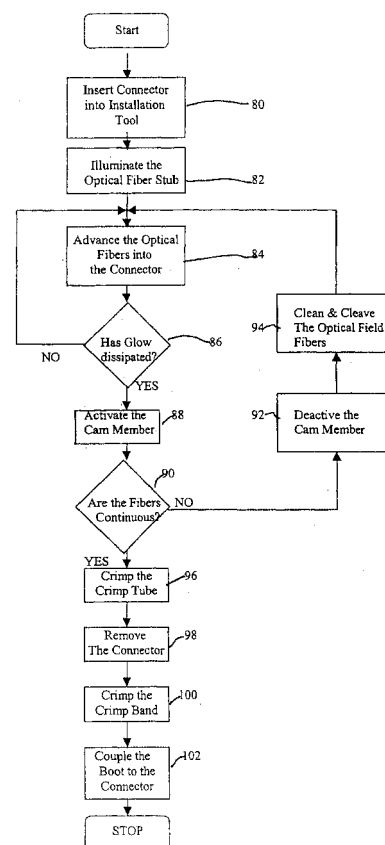 Start
Insert Connector
into Installation
Tool
80
Illuminate the
Optical Fiber Stub
82
Advance the Optical
Fibers into
the Connector
84
Has Glow
dissipated?
86
NO
YES
Activate the
Cam Member
88
90
Are the Fibers
Continuous?
NO
92
Deactive the
Cam Member
94
Clean & Cleave
The Optical Field
Fibers
YES
Crimp the
Crimp Tube
96
Remove
The Connector
98
Crimp the
Crimp Band
100
Couple the
Boot to the
Connector
102
STOP